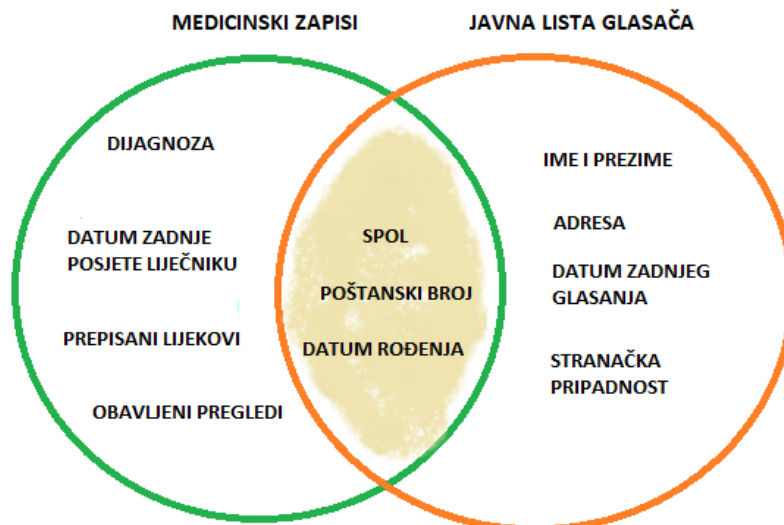 MEDICINSKI ZAPISI
JAVNA LISTA GLASAČA
DIJAGNOZA
DATUM ZADNJE
POSJETE LIJEČNIKU
PREPISANI LIJEKOVI
OBAVLJENI PREGLEDI
SPOL
POŠTANSKI BROJ
DATUM ROĐENJA
IME I PREZIME
ADRESA
DATUM ZADNJEG
GLASANJA
STRANAČKA
PRIPADNOST